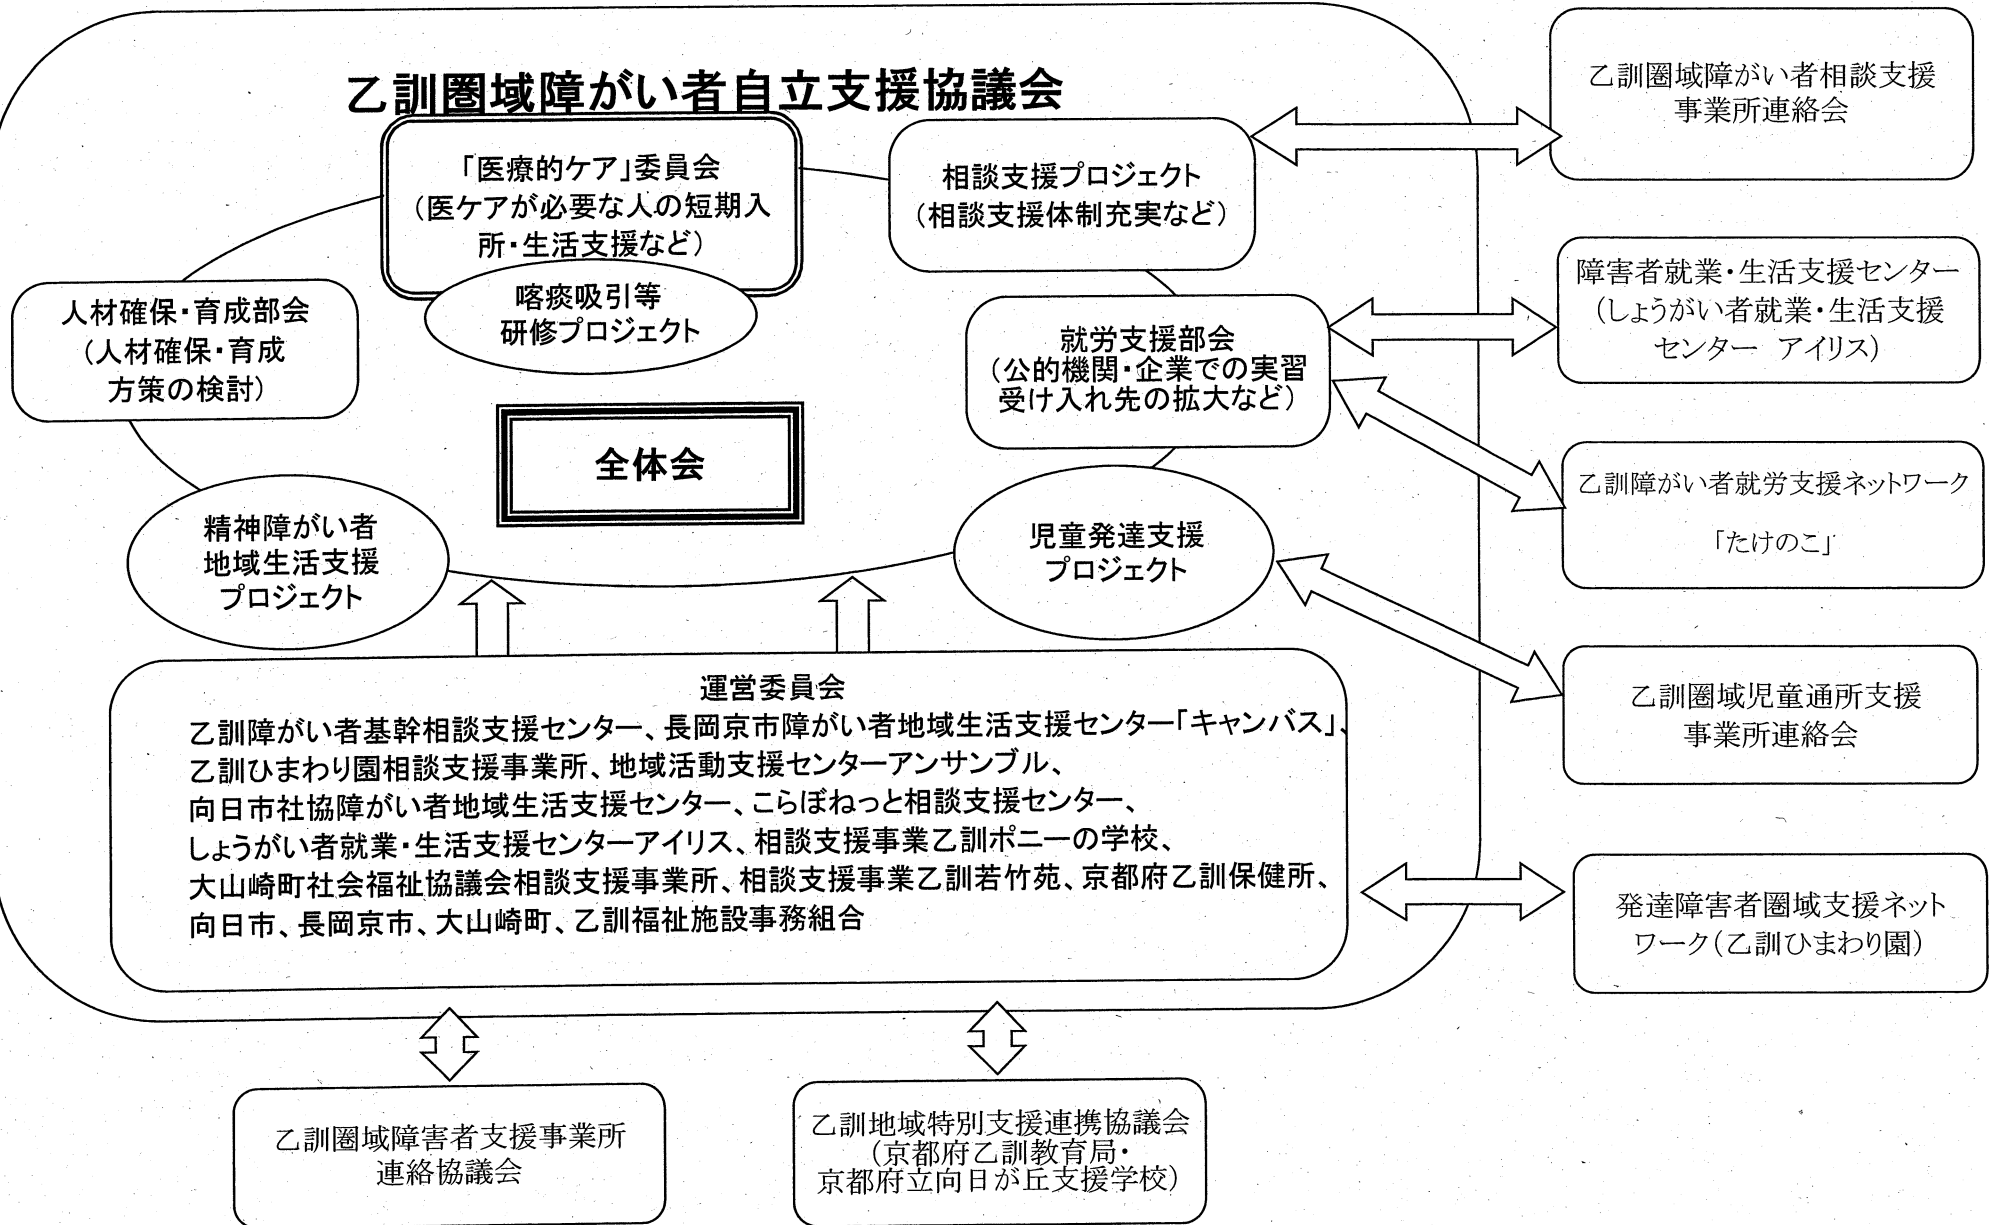 乙訓圏域障がい者自立支援協議会
「医療的ケア」委員会
（医ケアが必要な人の短期入
所・生活支援など）
喀痰吸引等
研修プロジェクト
相談支援プロジェクト
（相談支援体制充実など）
人材確保・育成部会
（人材確保・育成
方策の検討）
就労支援部会
（公的機関・企業での実習
受け入れ先の拡大など）
全体会
精神障がい者
地域生活支援
プロジェクト
児童発達支援
プロジェクト
運営委員会
乙訓障がい者基幹相談支援センター、長岡京市障がい者地域生活支援センター「キャンバス」、
乙訓ひまわり園相談支援事業所、地域活動支援センターアンサンブル、
向日市社協障がい者地域生活支援センター、こらぼねっと相談支援センター、
しょうがい者就業・生活支援センターアイリス、相談支援事業乙訓ポニーの学校、
大山崎町社会福祉協議会相談支援事業所、相談支援事業乙訓若竹苑、京都府乙訓保健所、
向日市、長岡京市、大山崎町、乙訓福祉施設事務組合
乙訓圏域障がい者相談支援
事業所連絡会
障害者就業・生活支援センター
（しょうがい者就業・生活支援
センター　アイリス）
乙訓障がい者就労支援ネットワーク
「たけのこ」
乙訓圏域児童通所支援
事業所連絡会
発達障害者圏域支援ネット
ワーク（乙訓ひまわり園）
乙訓圏域障害者支援事業所
連絡協議会
乙訓地域特別支援連携協議会
（京都府乙訓教育局・
京都府立向日が丘支援学校）